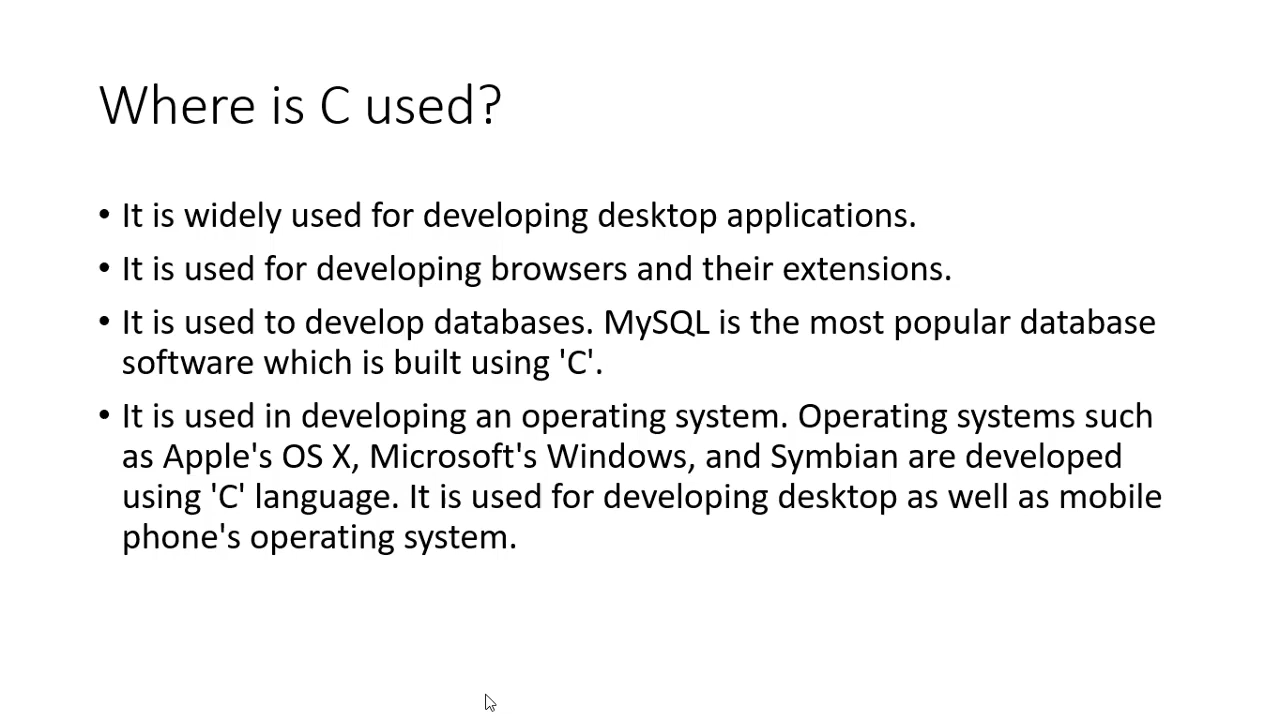 Where is C used?
• It is widely used for developing desktop applications.
• It is used for developing browsers and their extensions.
• It is used to develop databases. MySQL is the most popular database
software which is built using 'C'.
• It is used in developing an operating system. Operating systems such
as Apple's OS X, Microsoft's Windows, and Symbian are developed
using 'C' language. It is used for developing desktop as well as mobile
phone's operating system.